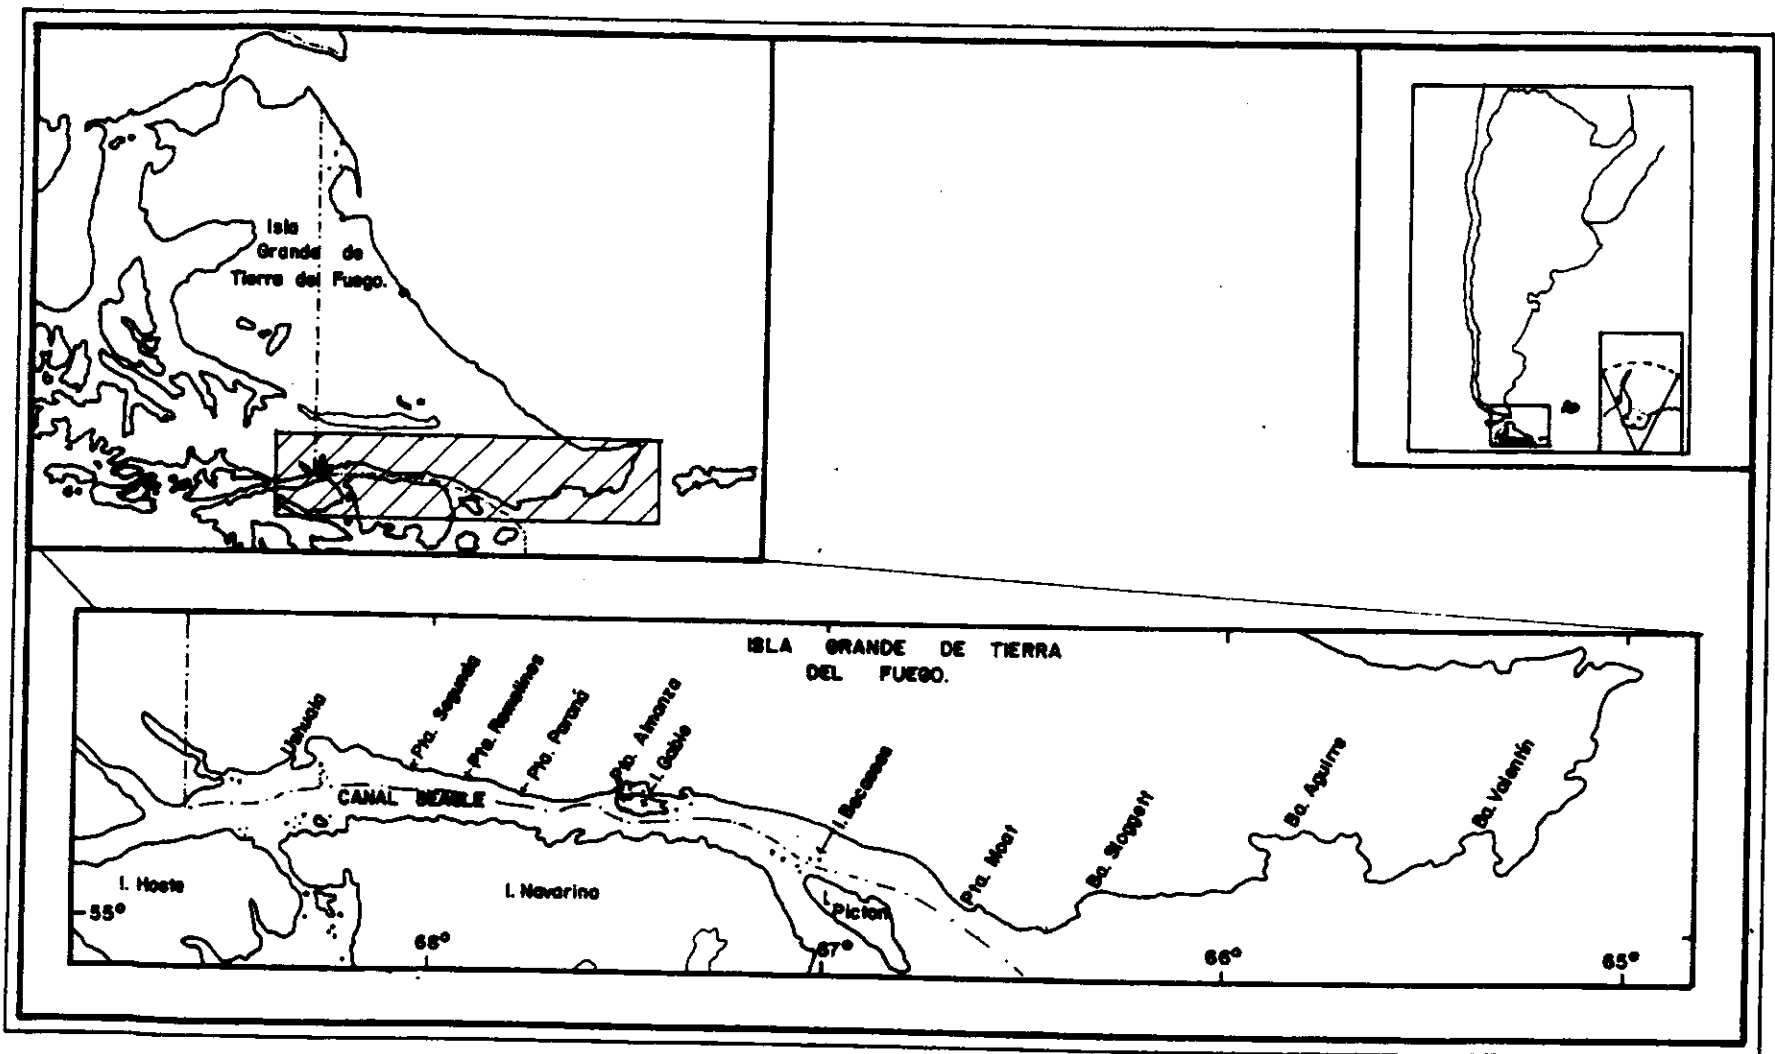 Isla
Grande de
Tierra del Fuego.
ISLA GRANDE DE TIERRA
DEL FUEGO.
Ushuaia
Pta. Segunda
Pta. Remolinos
Pta. Paraná
Pta. Almanza
I. Gable
I. Becasses
Pta. Moat
Ba. Sloggett
Ba. Aguirre
Ba. Valentín
CANAL BEAGLE
I. Hoste
I. Navarino
I.
Picton
55°
68°
67°
66°
65°